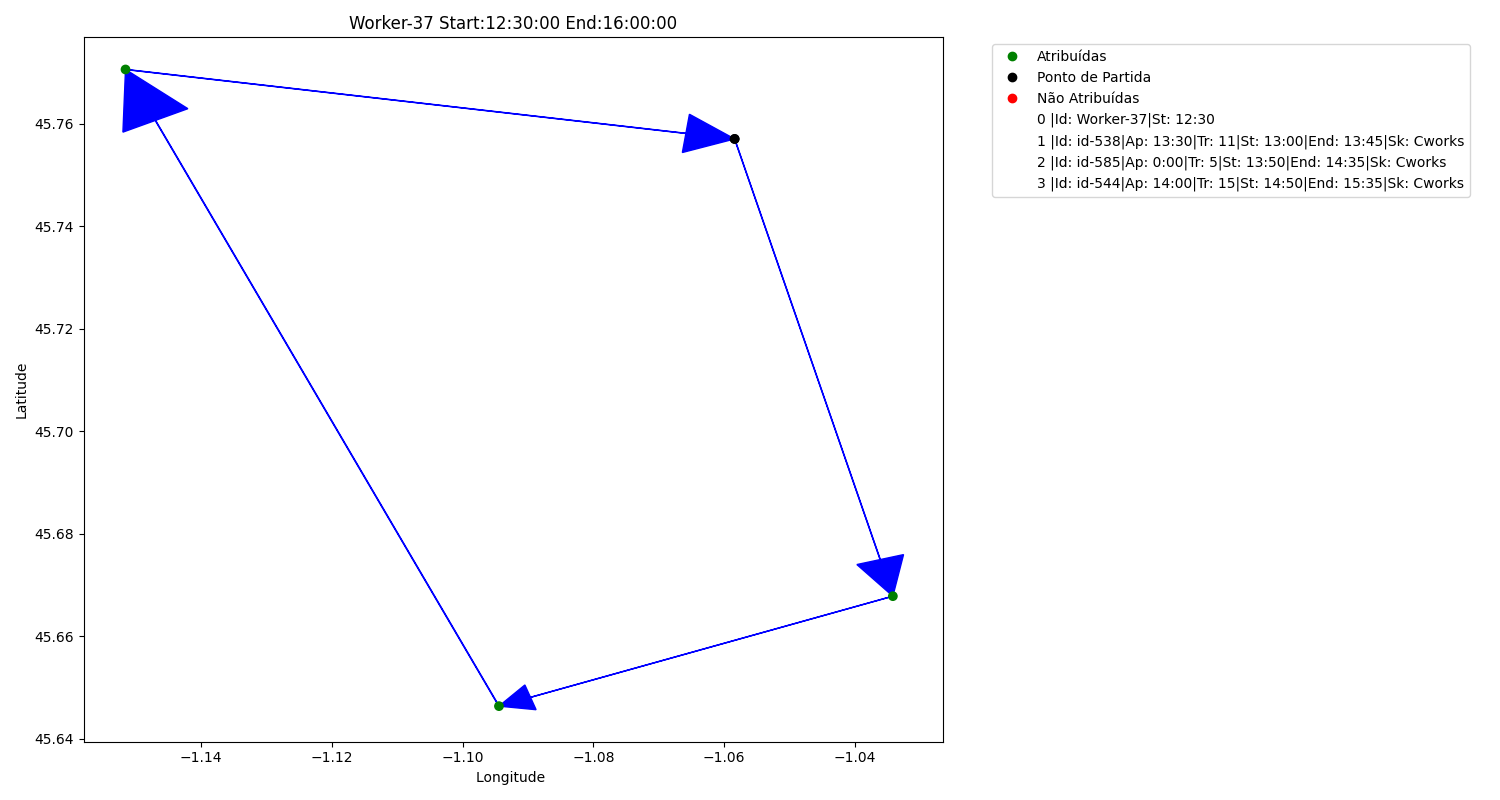 Worker-37 Start:12:30:00 End:16:00:00
Atribuídas
Ponto de Partida
Não Atribuídas
0 |Id: Worker-37|St: 12:30
1 |Id: id-538|Ap: 13:30|Tr: 11|St: 13:00|End: 13:45|Sk: Cworks
2 |Id: id-585|Ap: 0:00|Tr: 5|St: 13:50|End: 14:35|Sk: Cworks
3 |Id: id-544|Ap: 14:00|Tr: 15|St: 14:50|End: 15:35|Sk: Cworks
Latitude
45.76
45.74
45.72
45.70
45.68
45.66
45.64
−1.14
−1.12
−1.10
−1.08
−1.06
−1.04
Longitude